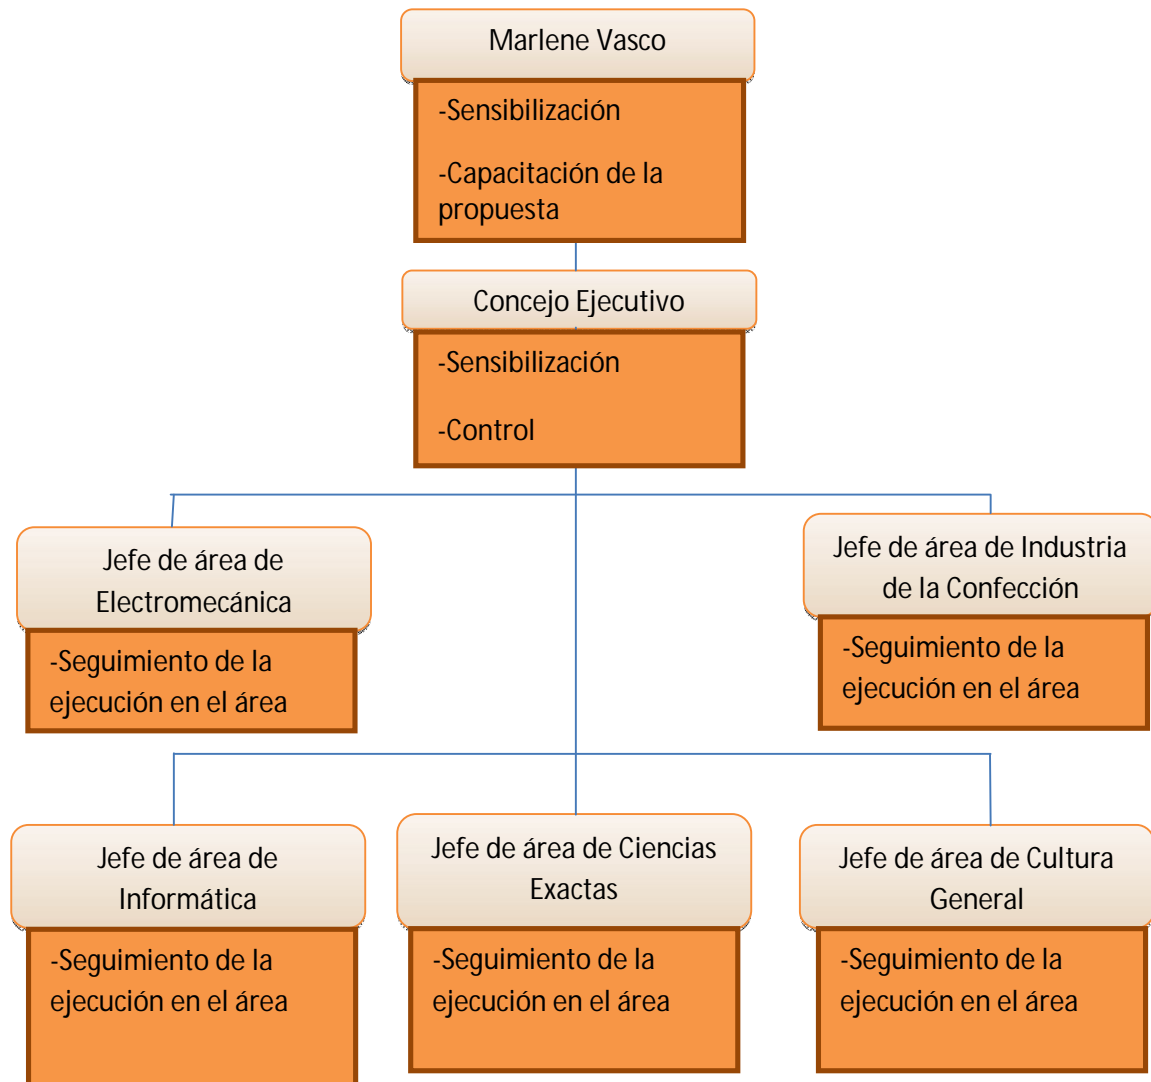 Marlene Vasco
-Sensibilización
-Capacitación de la
propuesta
Concejo Ejecutivo
-Sensibilización
-Control
Jefe de área de
Electromecánica
-Seguimiento de la
ejecución en el área
Jefe de área de Industria
de la Confección
-Seguimiento de la
ejecución en el área
Jefe de área de
Informática
-Seguimiento de la
ejecución en el área
Jefe de área de Ciencias
Exactas
-Seguimiento de la
ejecución en el área
Jefe de área de Cultura
General
-Seguimiento de la
ejecución en el área